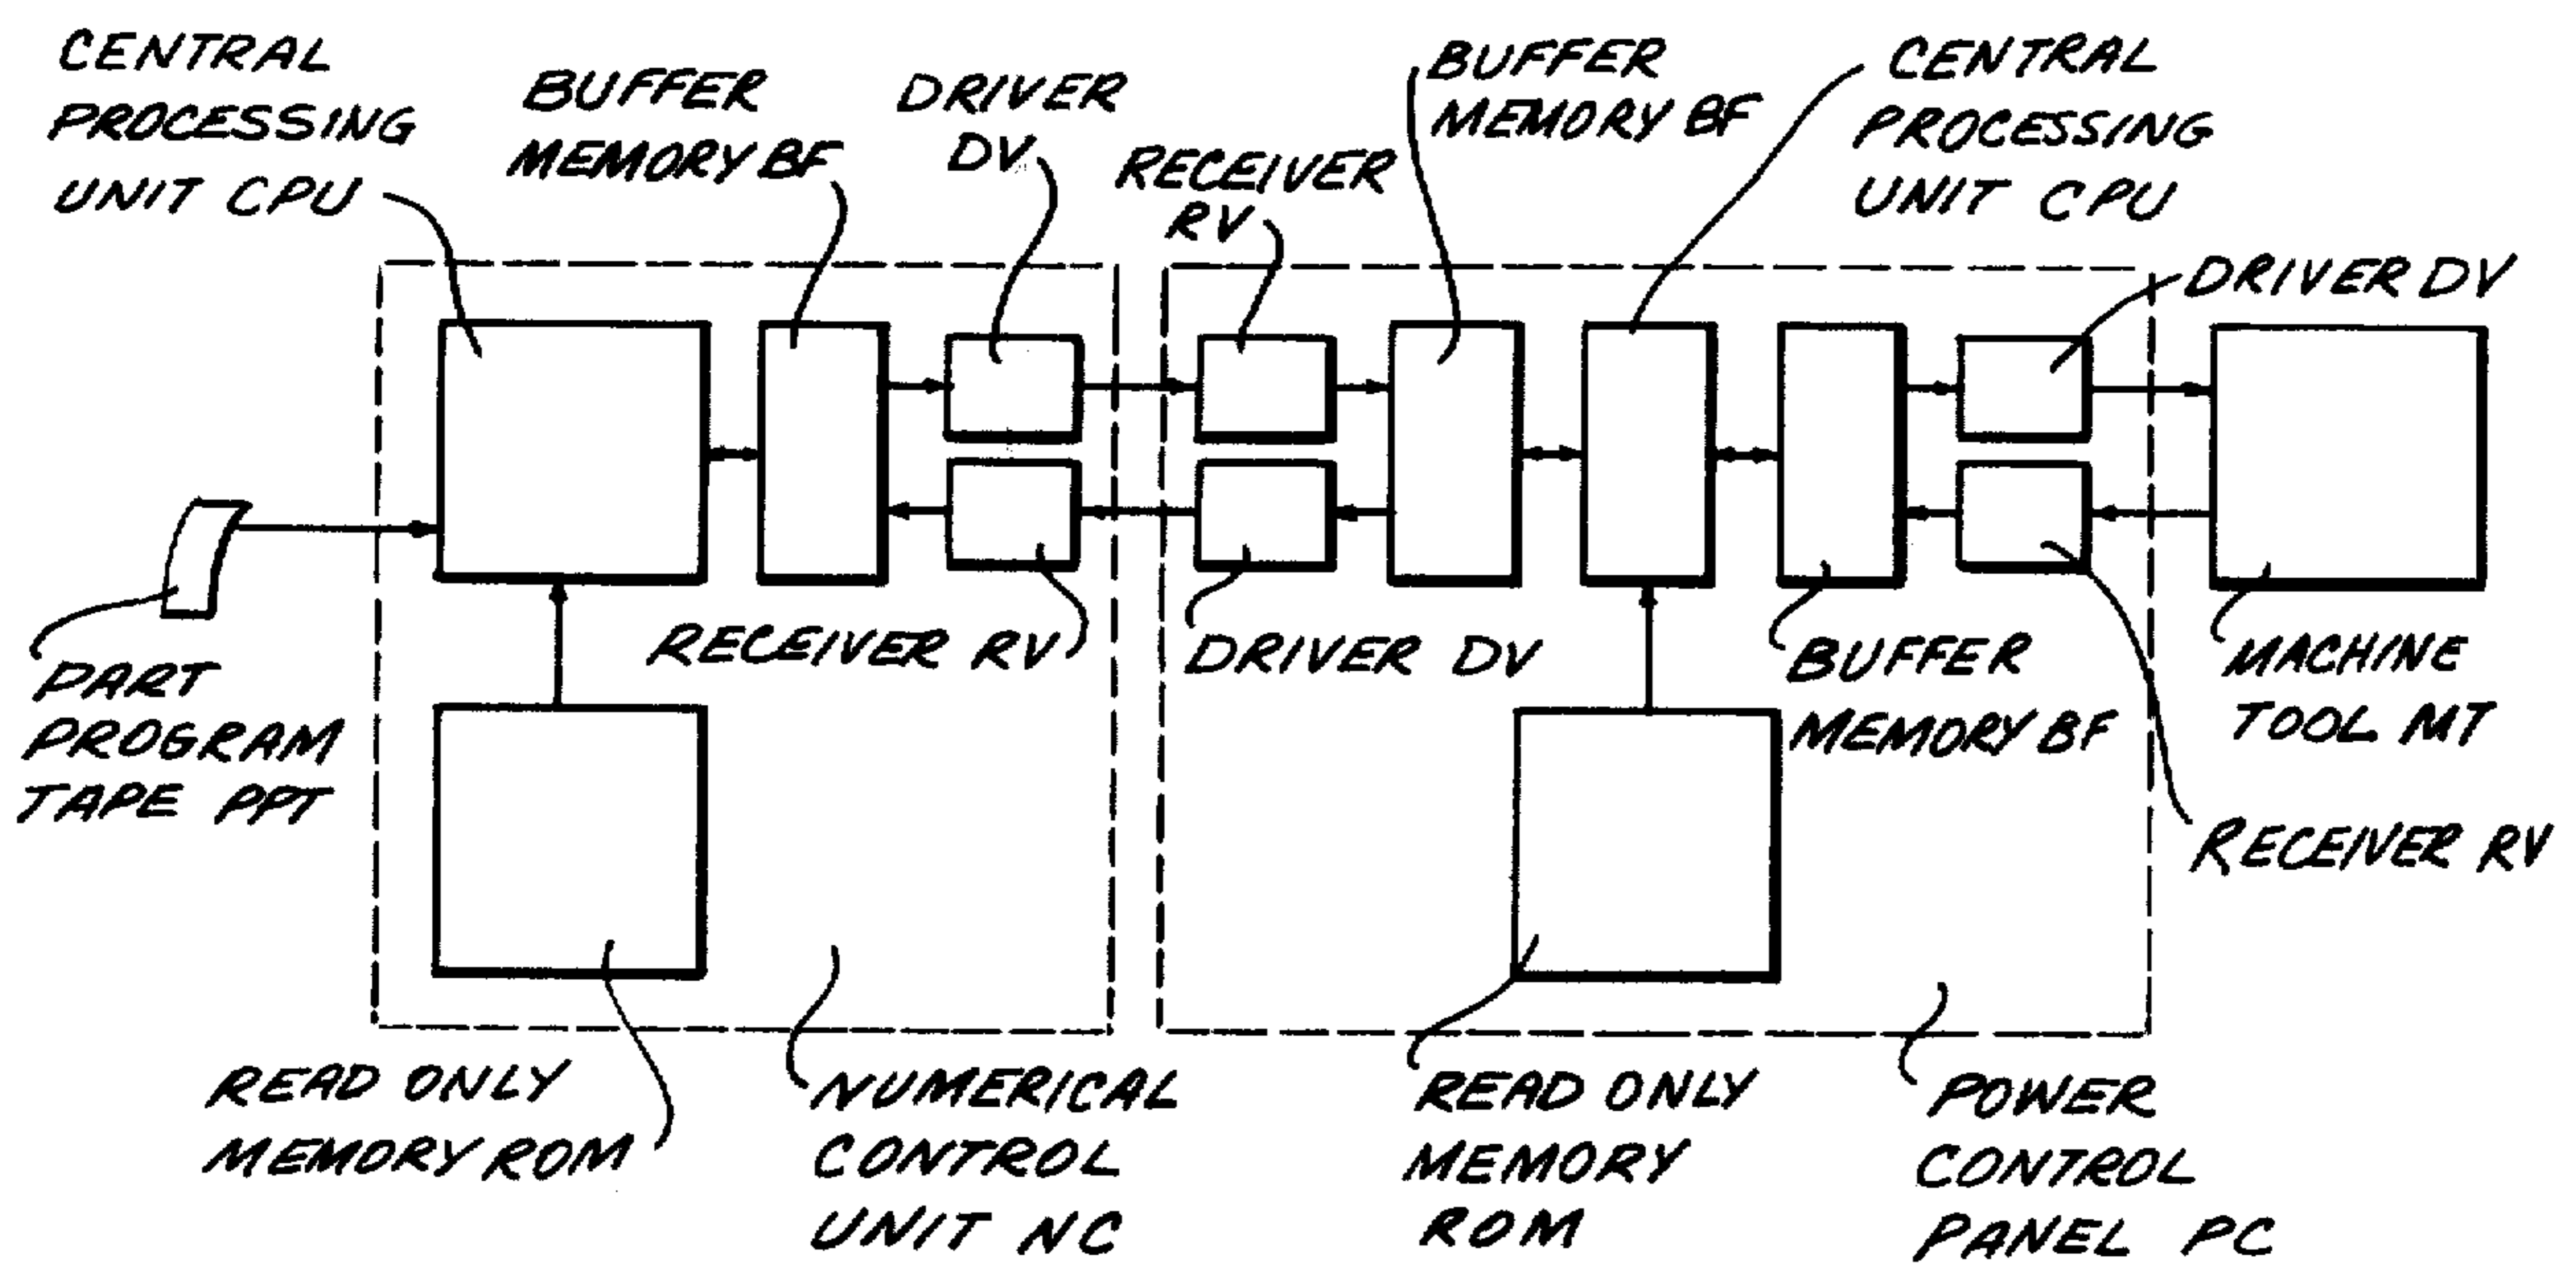 CENTRAL
PROCESSING
UNIT CPU
BUFFER
MEMORY BF
DRIVER
DV
RECEIVER
RV
BUFFER
MEMORY BF
CENTRAL
PROCESSING
UNIT CPU
DRIVER DV
PART
PROGRAM
TAPE PPT
RECEIVER RV
DRIVER DV
BUFFER
MEMORY BF
MACHINE
TOOL MT
RECEIVER RV
READ ONLY
MEMORY ROM
NUMERICAL
CONTROL
UNIT NC
READ ONLY
MEMORY
ROM
POWER
CONTROL
PANEL PC